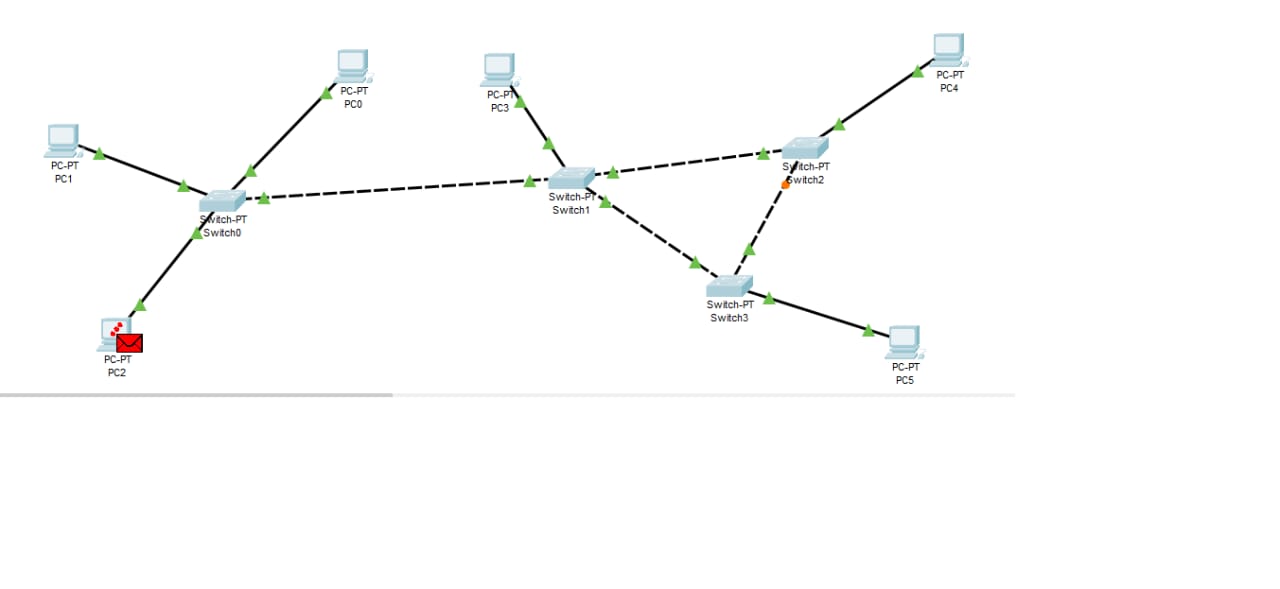 PC-PT
PC0
PC-PT
PC3
PC-PT
PC4
PC-PT
PC1
Switch-PT
Switch2
Switch-PT
Switch1
Switch-PT
Switch0
Switch-PT
Switch3
PC-PT
PC2
PC-PT
PC5